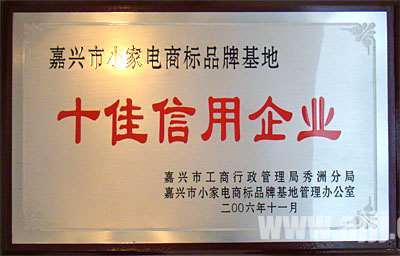 嘉兴市小家电商标品牌基地
十佳信用企业
嘉兴市工商行政管理局秀洲分局
嘉兴市小家电商标品牌基地管理办公室
二00六年十一月